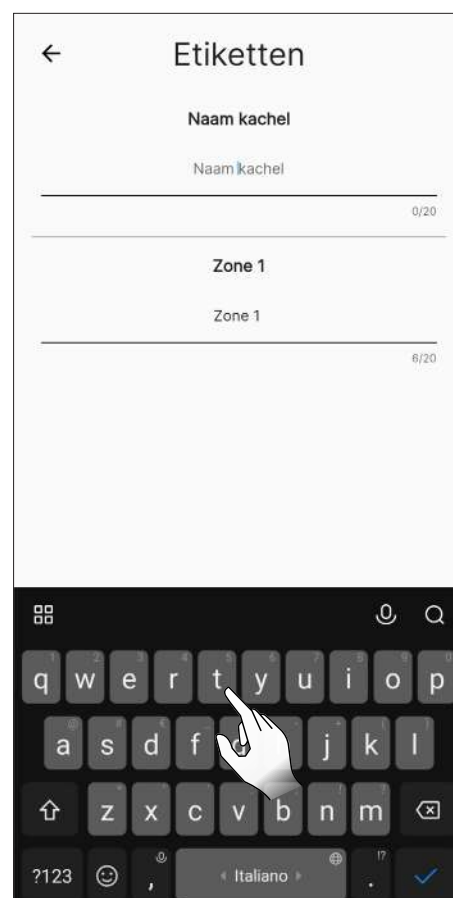 Etiketten
Naam kachel
Naam kachel
0/20
Zone 1
Zone 1
6/20
q w e r t y u i o p
a s d f j k l
z x c v b n m
?123 , Italiano .